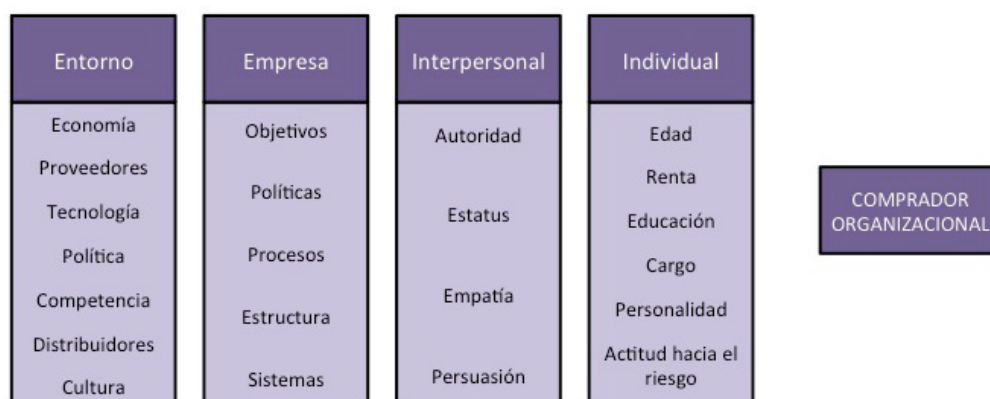 Entorno
Economía
Proveedores
Tecnología
Política
Competencia
Distribuidores
Cultura
Empresa
Objetivos
Políticas
Procesos
Estructura
Sistemas
Interpersonal
Autoridad
Estatus
Empatía
Persuasión
Individual
Edad
Renta
Educación
Cargo
Personalidad
Actitud hacia el
riesgo
COMPRADOR
ORGANIZACIONAL